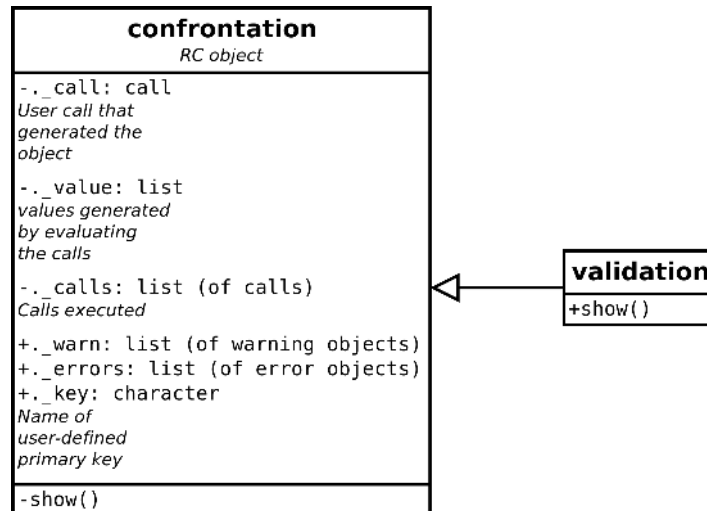 confrontation
RC object
-._call: call
User call that
generated the
object
-._value: list
values generated
by evaluating
the calls
-._calls: list (of calls)
Calls executed
+._warn: list (of warning objects)
+._errors: list (of error objects)
+._key: character
Name of
user-defined
primary key
-show()
validation
+show()